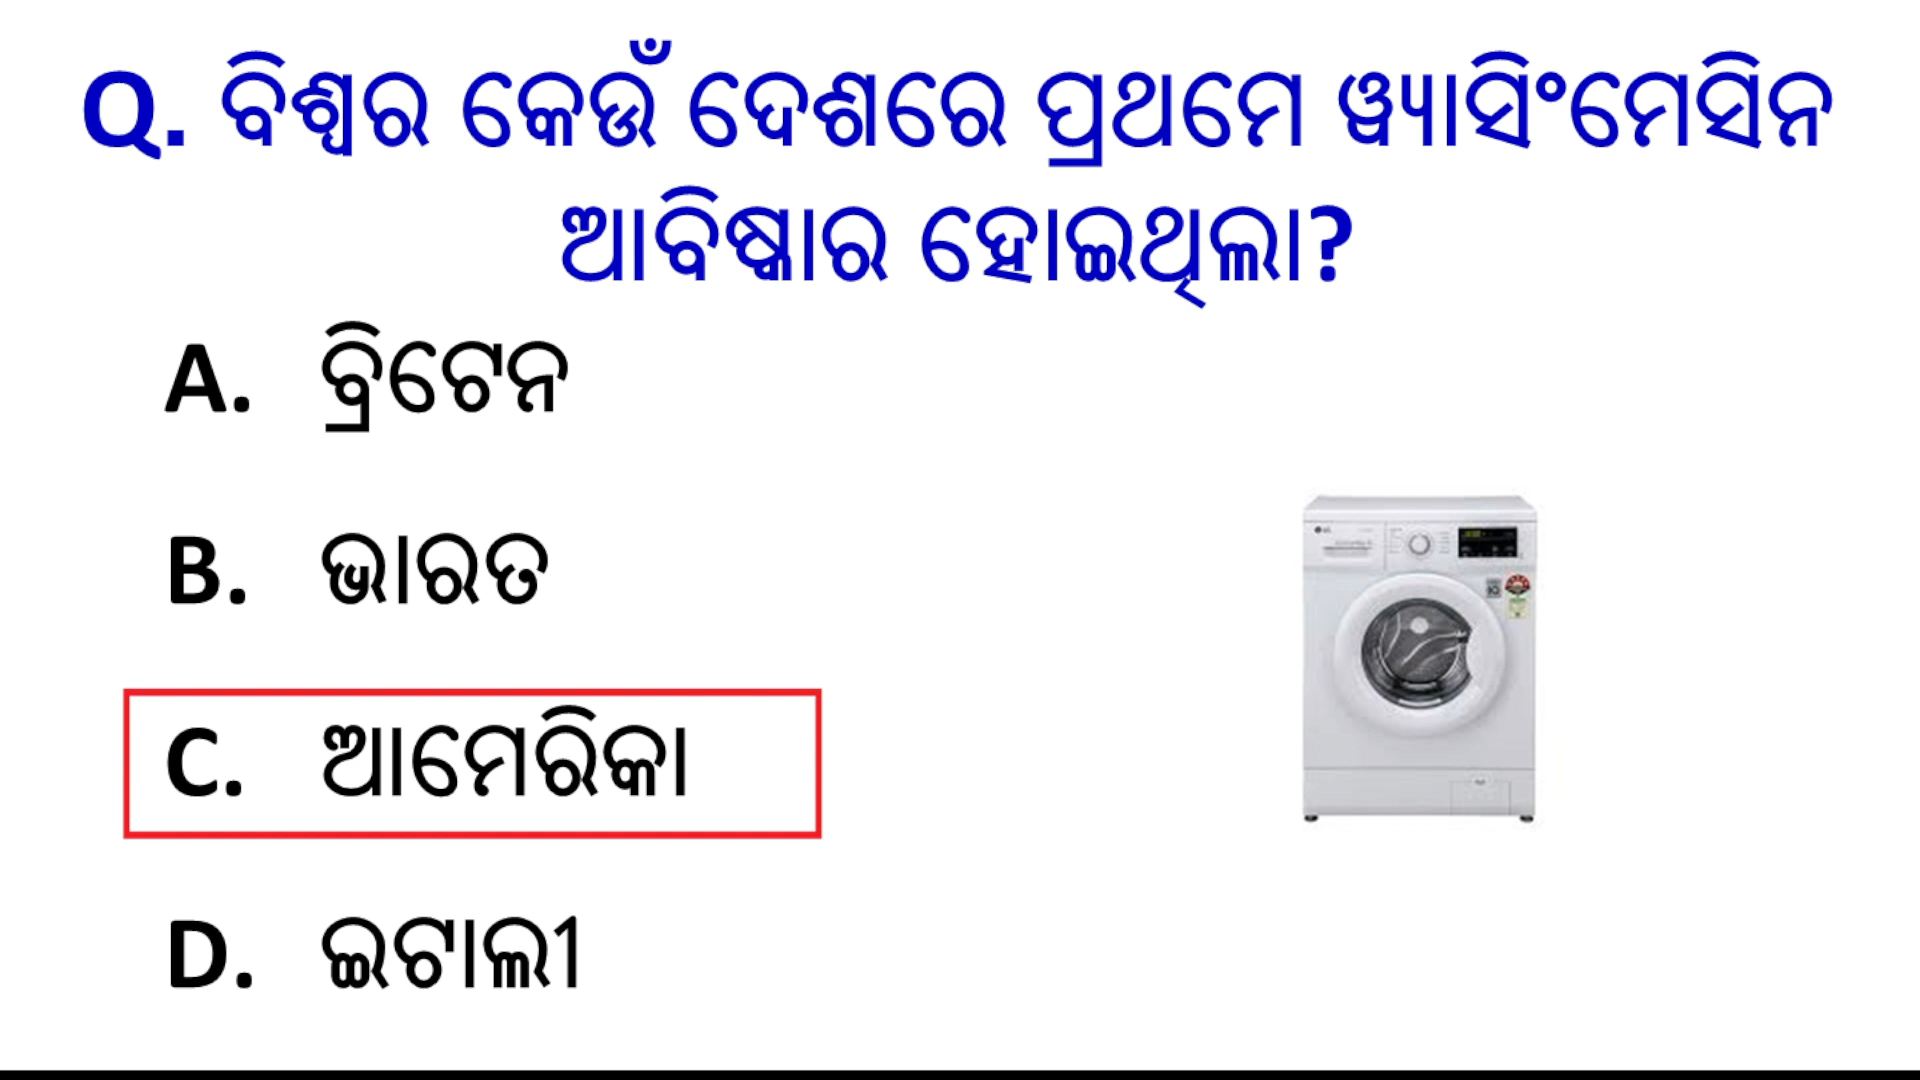 Q. ବିଶ୍ୱର କେଉଁ ଦେଶରେ ପ୍ରଥମେ ୱ୍ୟାସିଂମେସିନ
ଆବିଷ୍କାର ହୋଇଥିଲା?
A. ବ୍ରିଟେନ
B. ଭାରତ
C. ଆମେରିକା
D. ଇଟାଲୀ